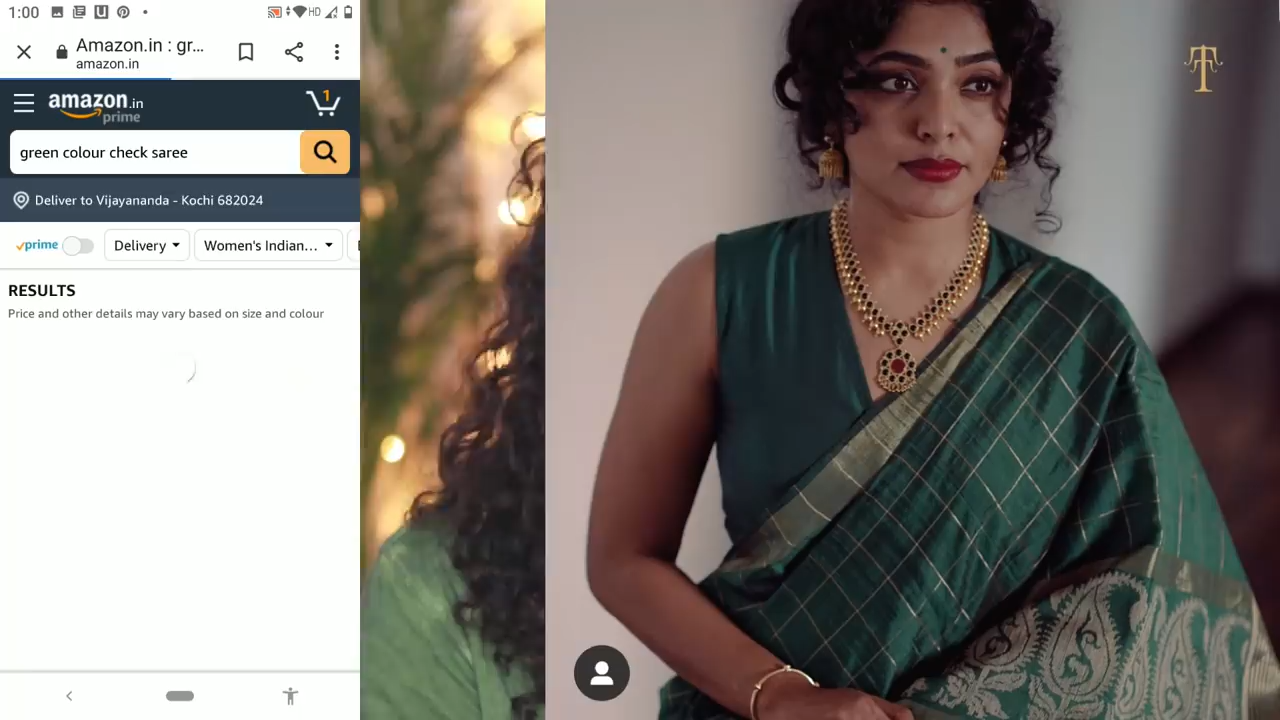 1:00
HD
Amazon.in : gr...
amazon.in
amazon.in
prime
1
green colour check saree
Deliver to Vijayananda - Kochi 682024
prime
Delivery
Women's Indian...
RESULTS
Price and other details may vary based on size and colour